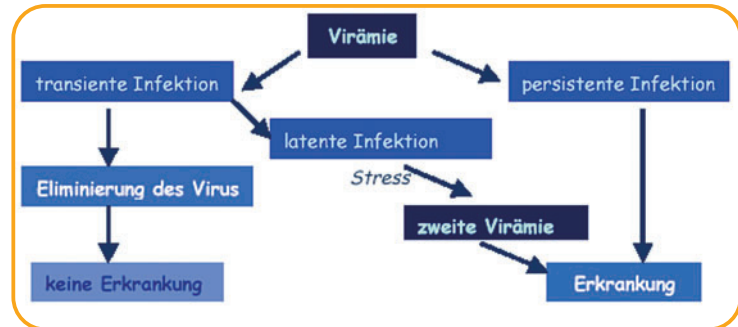 Virämie
transiente Infektion
persistente Infektion
latente Infektion
Stress
Eliminierung des Virus
zweite Virämie
keine Erkrankung
Erkrankung